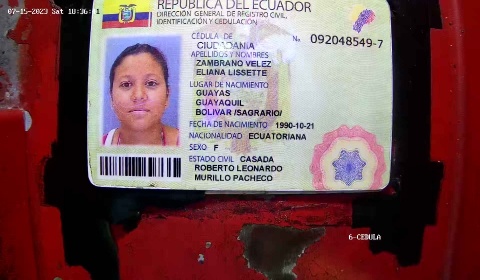 07-15-2023 Sat 18:36:41
REPÚBLICA DEL ECUADOR
DIRECCIÓN GENERAL DE REGISTRO CIVIL,
IDENTIFICACIÓN Y CEDULACIÓN
CÉDULA DE
CIUDADANÍA
No 092048549-7
APELLIDOS Y NOMBRES
ZAMBRANO VELEZ
ELIANA LISSETTE
LUGAR DE NACIMIENTO
GUAYAS
GUAYAQUIL
BOLIVAR /SAGRARIO/
FECHA DE NACIMIENTO 1990-10-21
NACIONALIDAD ECUATORIANA
SEXO F
ESTADO CIVIL CASADA
ROBERTO LEONARDO
MURILLO PACHECO
6-CEDULA